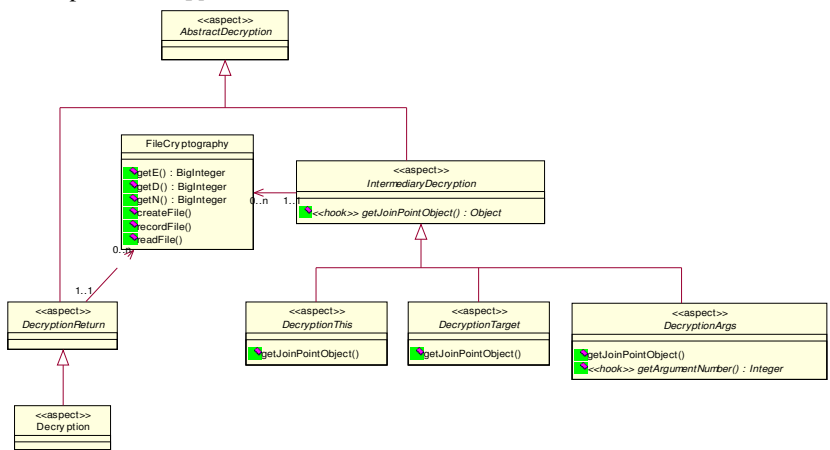 <<aspect>>
AbstractDecryption
FileCryptography
getE() : BigInteger
getD() : BigInteger
getN() : BigInteger
createFile()
recordFile()
readFile()
<<aspect>>
IntermediaryDecryption
<<hook>> getJoinPointObject() : Object
0..n
1..1
0..n
1..1
<<aspect>>
DecryptionReturn
<<aspect>>
DecryptionThis
getJoinPointObject()
<<aspect>>
DecryptionTarget
getJoinPointObject()
<<aspect>>
DecryptionArgs
getJoinPointObject()
<<hook>> getArgumentNumber() : Integer
<<aspect>>
Decryption